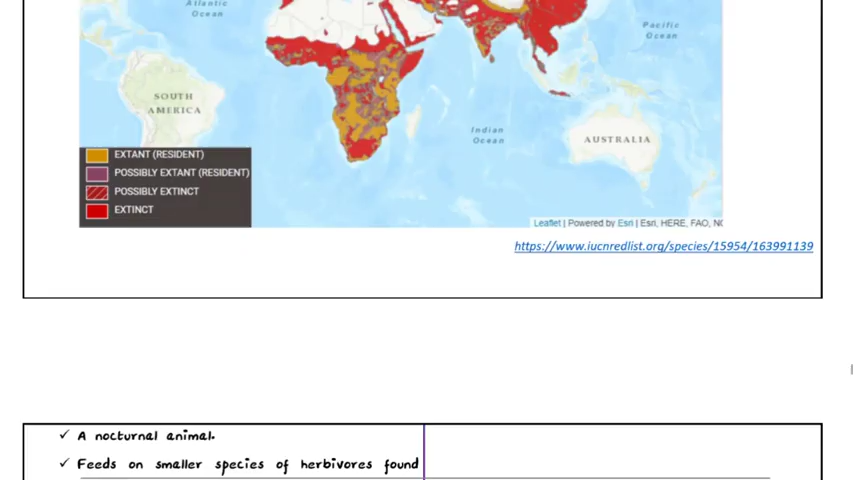 Atlantic
Ocean
Pacific
Ocean
SOUTH
AMERICA
Indian
Ocean
AUSTRALIA
EXTANT (RESIDENT)
POSSIBLY EXTANT (RESIDENT)
POSSIBLY EXTINCT
EXTINCT
Leaflet | Powered by Esri | Esri, HERE, FAO, NO
https://www.iucnredlist.org/species/15954/163991139
✓ A nocturnal animal.
✓ Feeds on smaller species of herbivores found